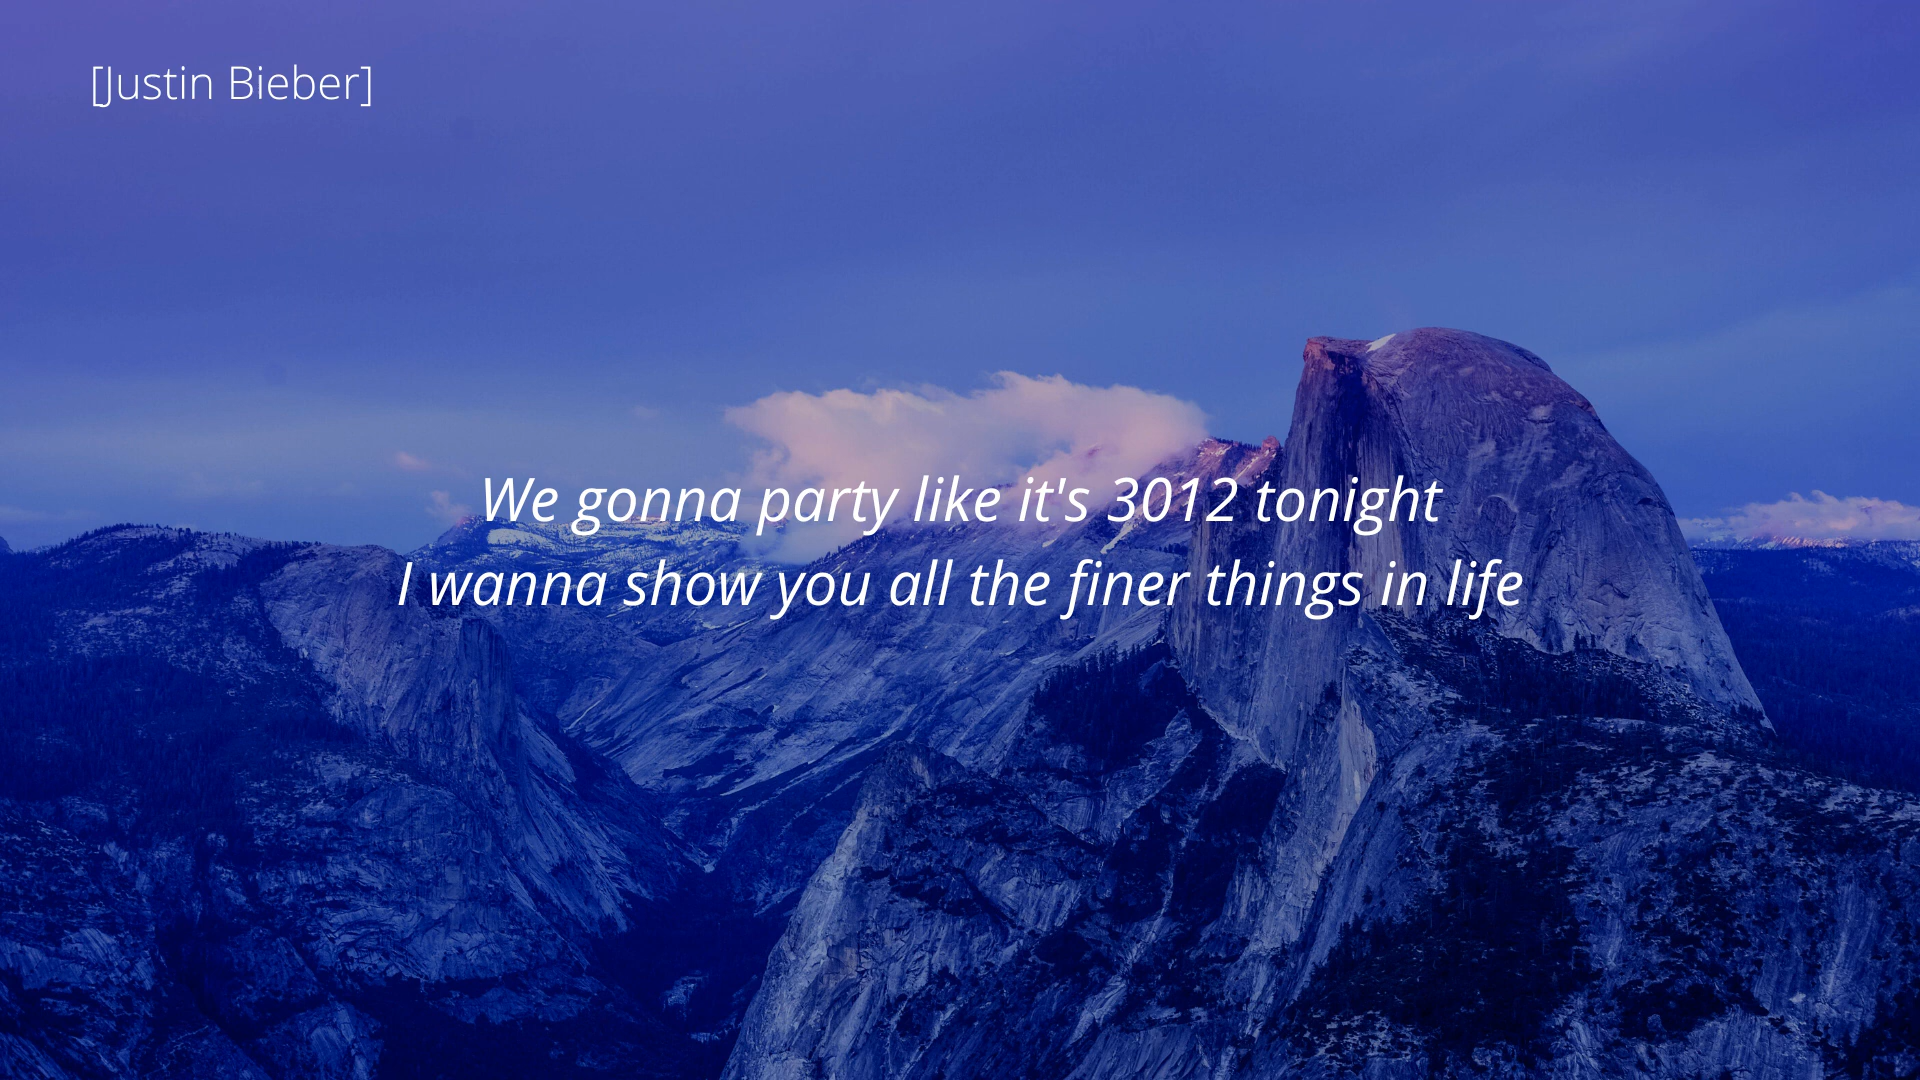 [Justin Bieber]
We gonna party like it's 3012 tonight
I wanna show you all the finer things in life